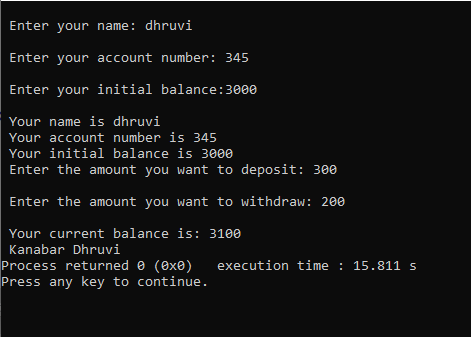 Enter your name: dhruvi
Enter your account number: 345
Enter your initial balance:3000
Your name is dhruvi
Your account number is 345
Your initial balance is 3000
Enter the amount you want to deposit: 300
Enter the amount you want to withdraw: 200
Your current balance is: 3100
Kanabar Dhruvi
Process returned 0 (0x0)   execution time : 15.811 s
Press any key to continue.